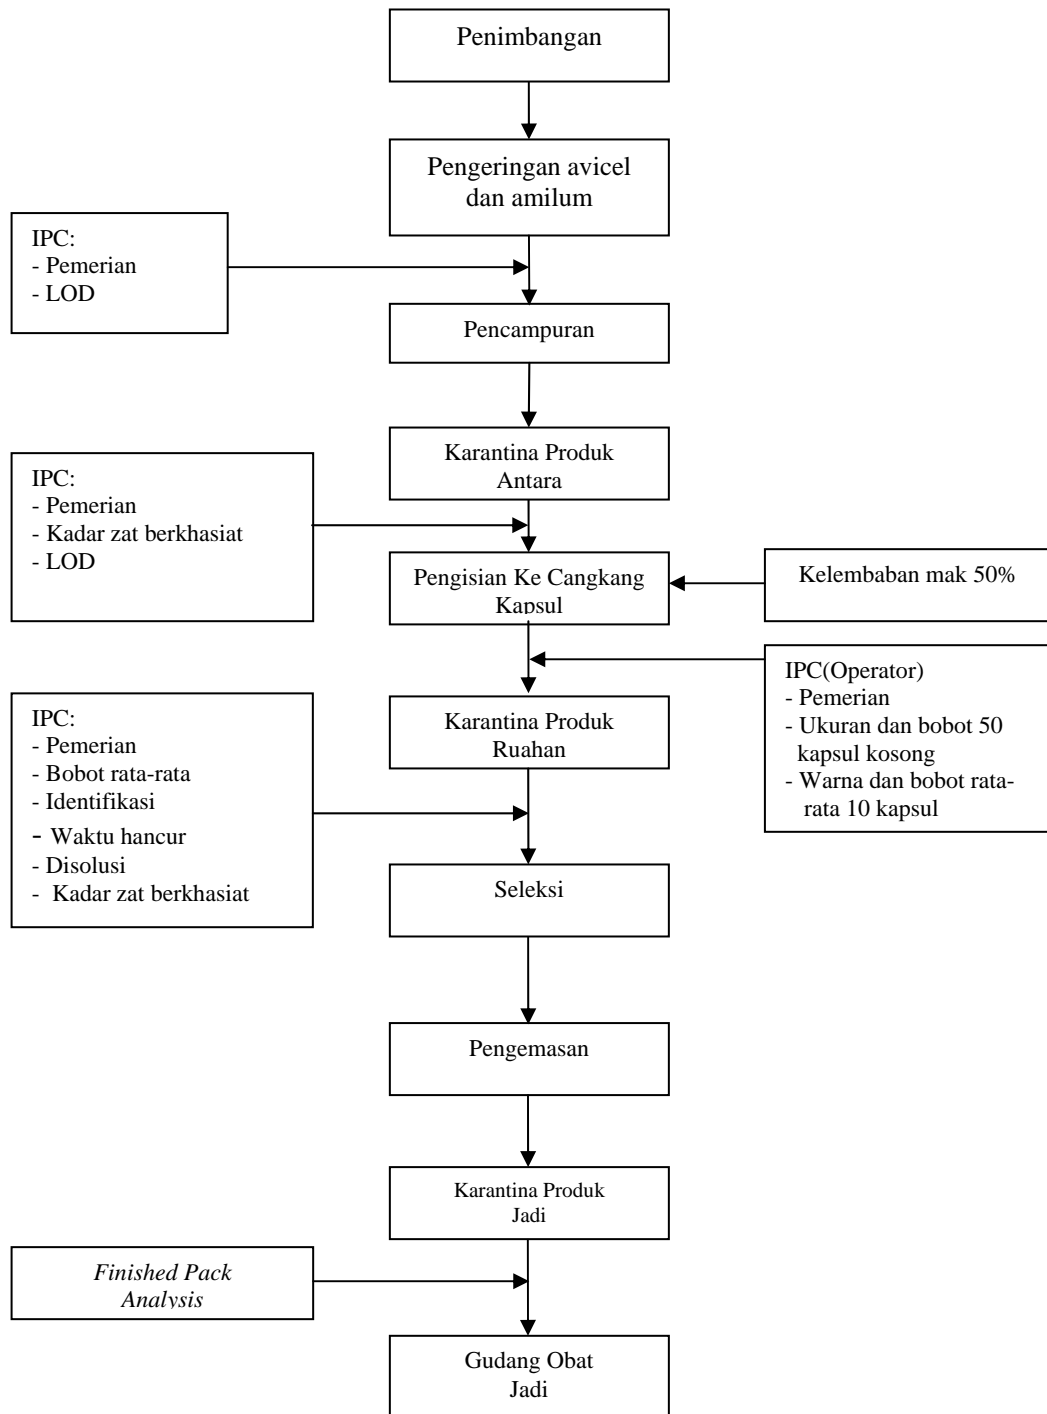 Penimbangan
Pengeringan avicel
dan amilum
IPC:
- Pemerian
- LOD
Pencampuran
Karantina Produk
Antara
IPC:
- Pemerian
- Kadar zat berkhasiat
- LOD
Pengisian Ke Cangkang
Kapsul
Kelembaban mak 50%
IPC(Operator)
- Pemerian
- Ukuran dan bobot 50
kapsul kosong
- Warna dan bobot rata-
rata 10 kapsul
Karantina Produk
Ruahan
IPC:
- Pemerian
- Bobot rata-rata
- Identifikasi
- Waktu hancur
- Disolusi
- Kadar zat berkhasiat
Seleksi
Pengemasan
Karantina Produk
Jadi
Finished Pack
Analysis
Gudang Obat
Jadi